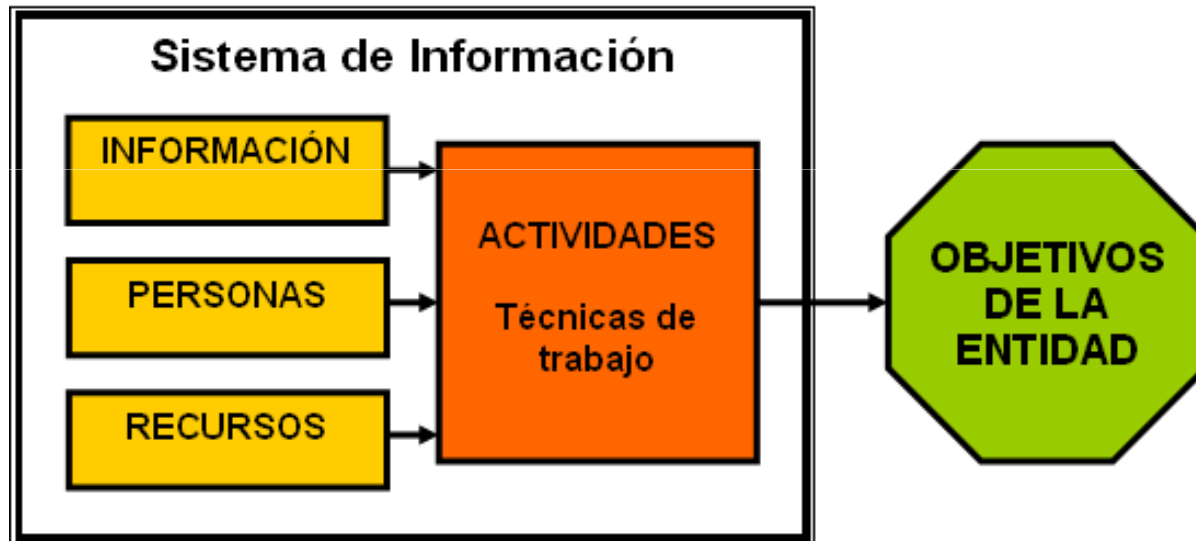 Sistema de Información
INFORMACIÓN
PERSONAS
RECURSOS
ACTIVIDADES
Técnicas de
trabajo
OBJETIVOS
DE LA
ENTIDAD